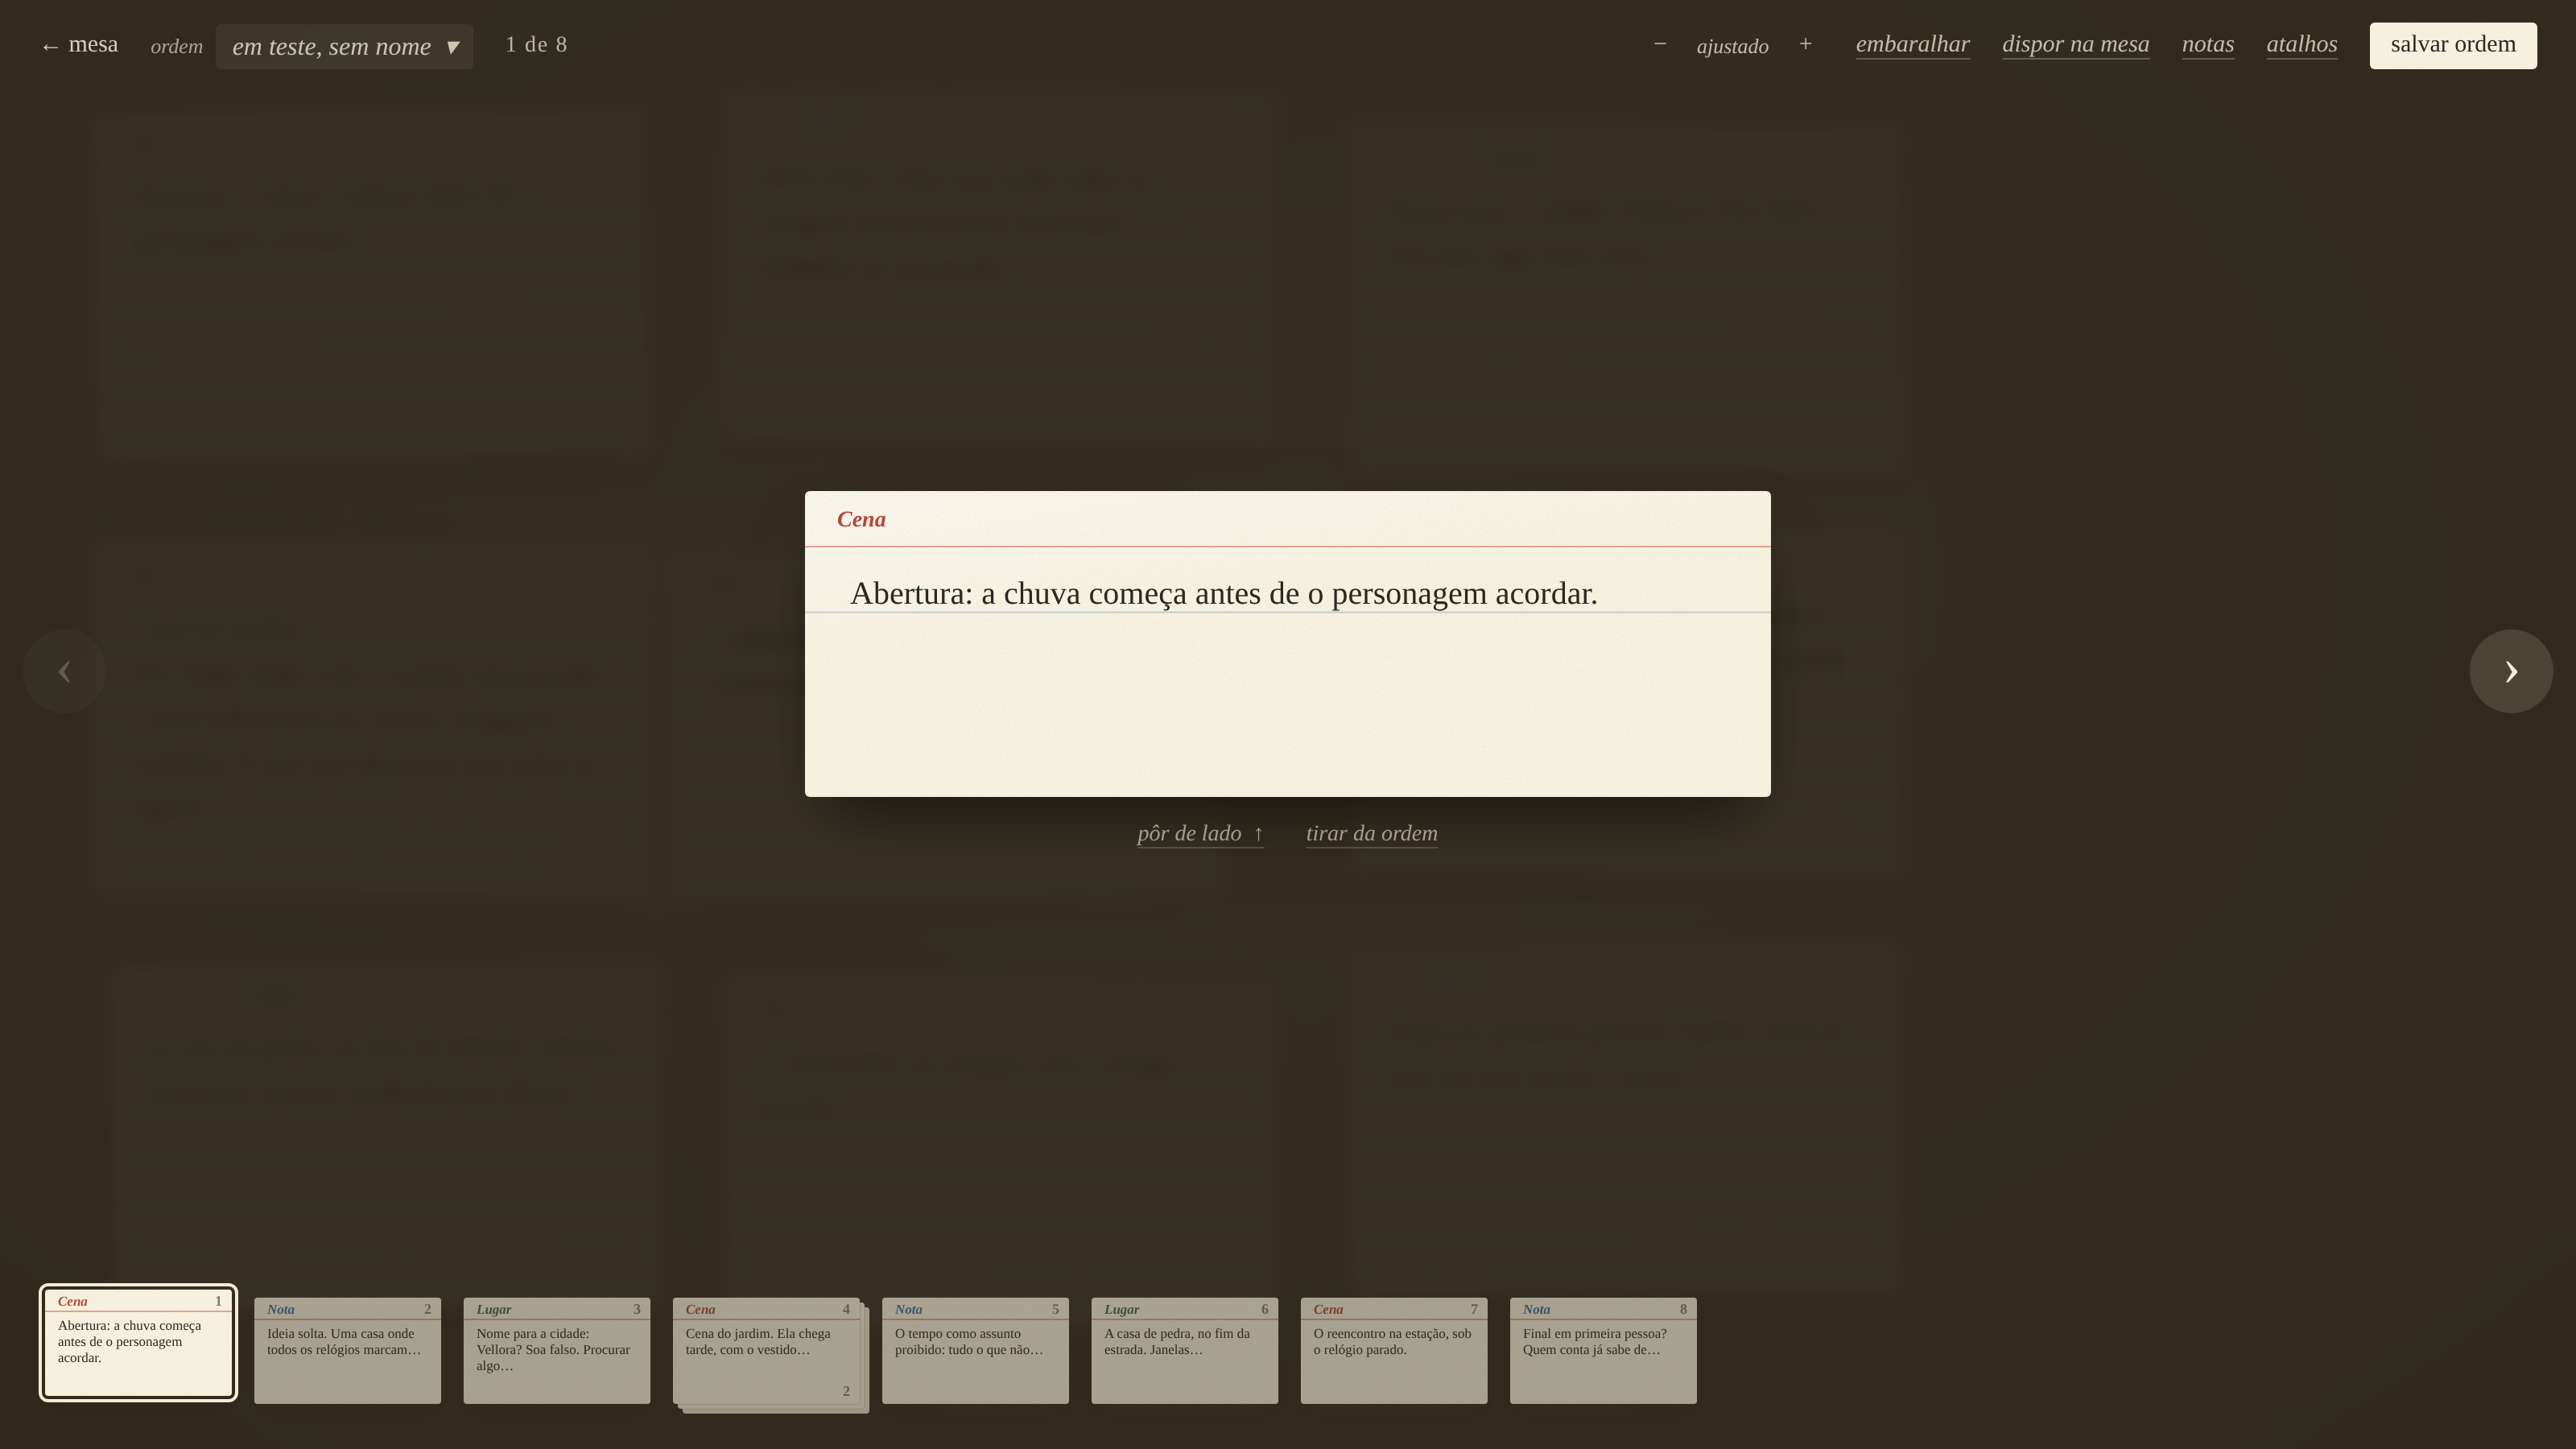 ← mesa ordem em teste, sem nome ▼ 1 de 8 − ajustado + embaralhar dispor na mesa notas atalhos salvar ordem
Cena
Abertura: a chuva começa antes de o personagem acordar.
‹ ›
pôr de lado ↑ tirar da ordem
Cena 1
Abertura: a chuva começa
antes de o personagem
acordar.
Nota 2
Ideia solta. Uma casa onde
todos os relógios marcam…
Lugar 3
Nome para a cidade:
Vellora? Soa falso. Procurar
algo…
Cena 4
Cena do jardim. Ela chega
tarde, com o vestido…
2
Nota 5
O tempo como assunto
proibido: tudo o que não…
Lugar 6
A casa de pedra, no fim da
estrada. Janelas…
Cena 7
O reencontro na estação, sob
o relógio parado.
Nota 8
Final em primeira pessoa?
Quem conta já sabe de…